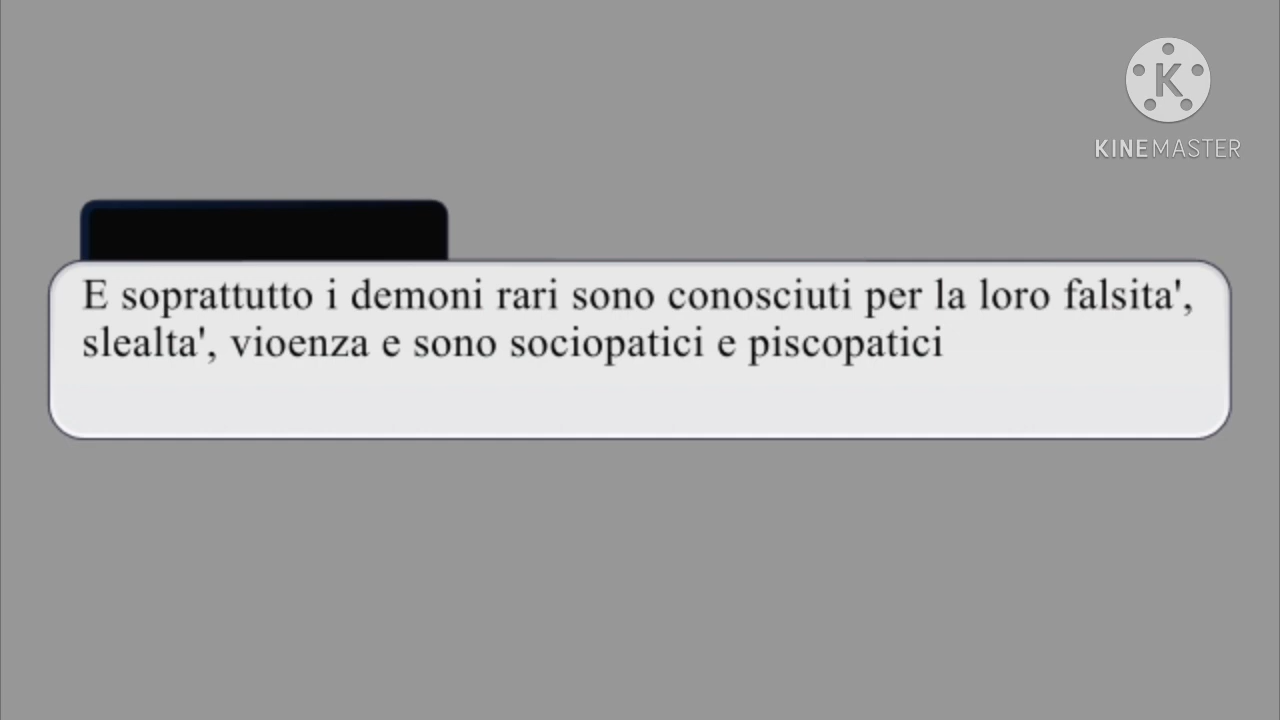 K
KINEMASTER
E soprattutto i demoni rari sono conosciuti per la loro falsita',
slealta', vioenza e sono sociopatici e piscopatici